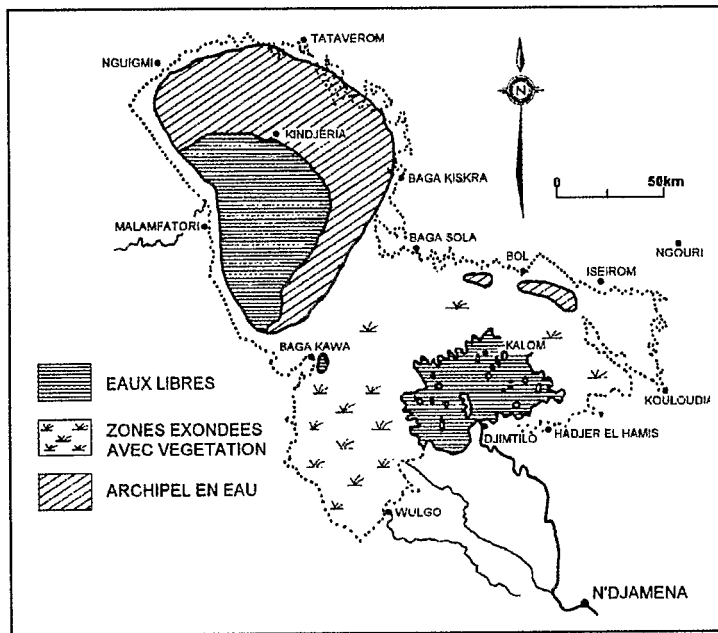 TATAVEROM
NGUIGMI
N
KINDJERIA
BAGA KISKRA
50km
0
MALAMFATORI
BAGA SOLA
BOL
NGOURI
ISEIROM
BAGA KAWA
KALOM
EAUX LIBRES
KOULOUDIA
ZONES EXONDEES
AVEC VEGETATION
DJIMTILO
HADJER EL HAMIS
ARCHIPEL EN EAU
WULGO
N'DJAMENA